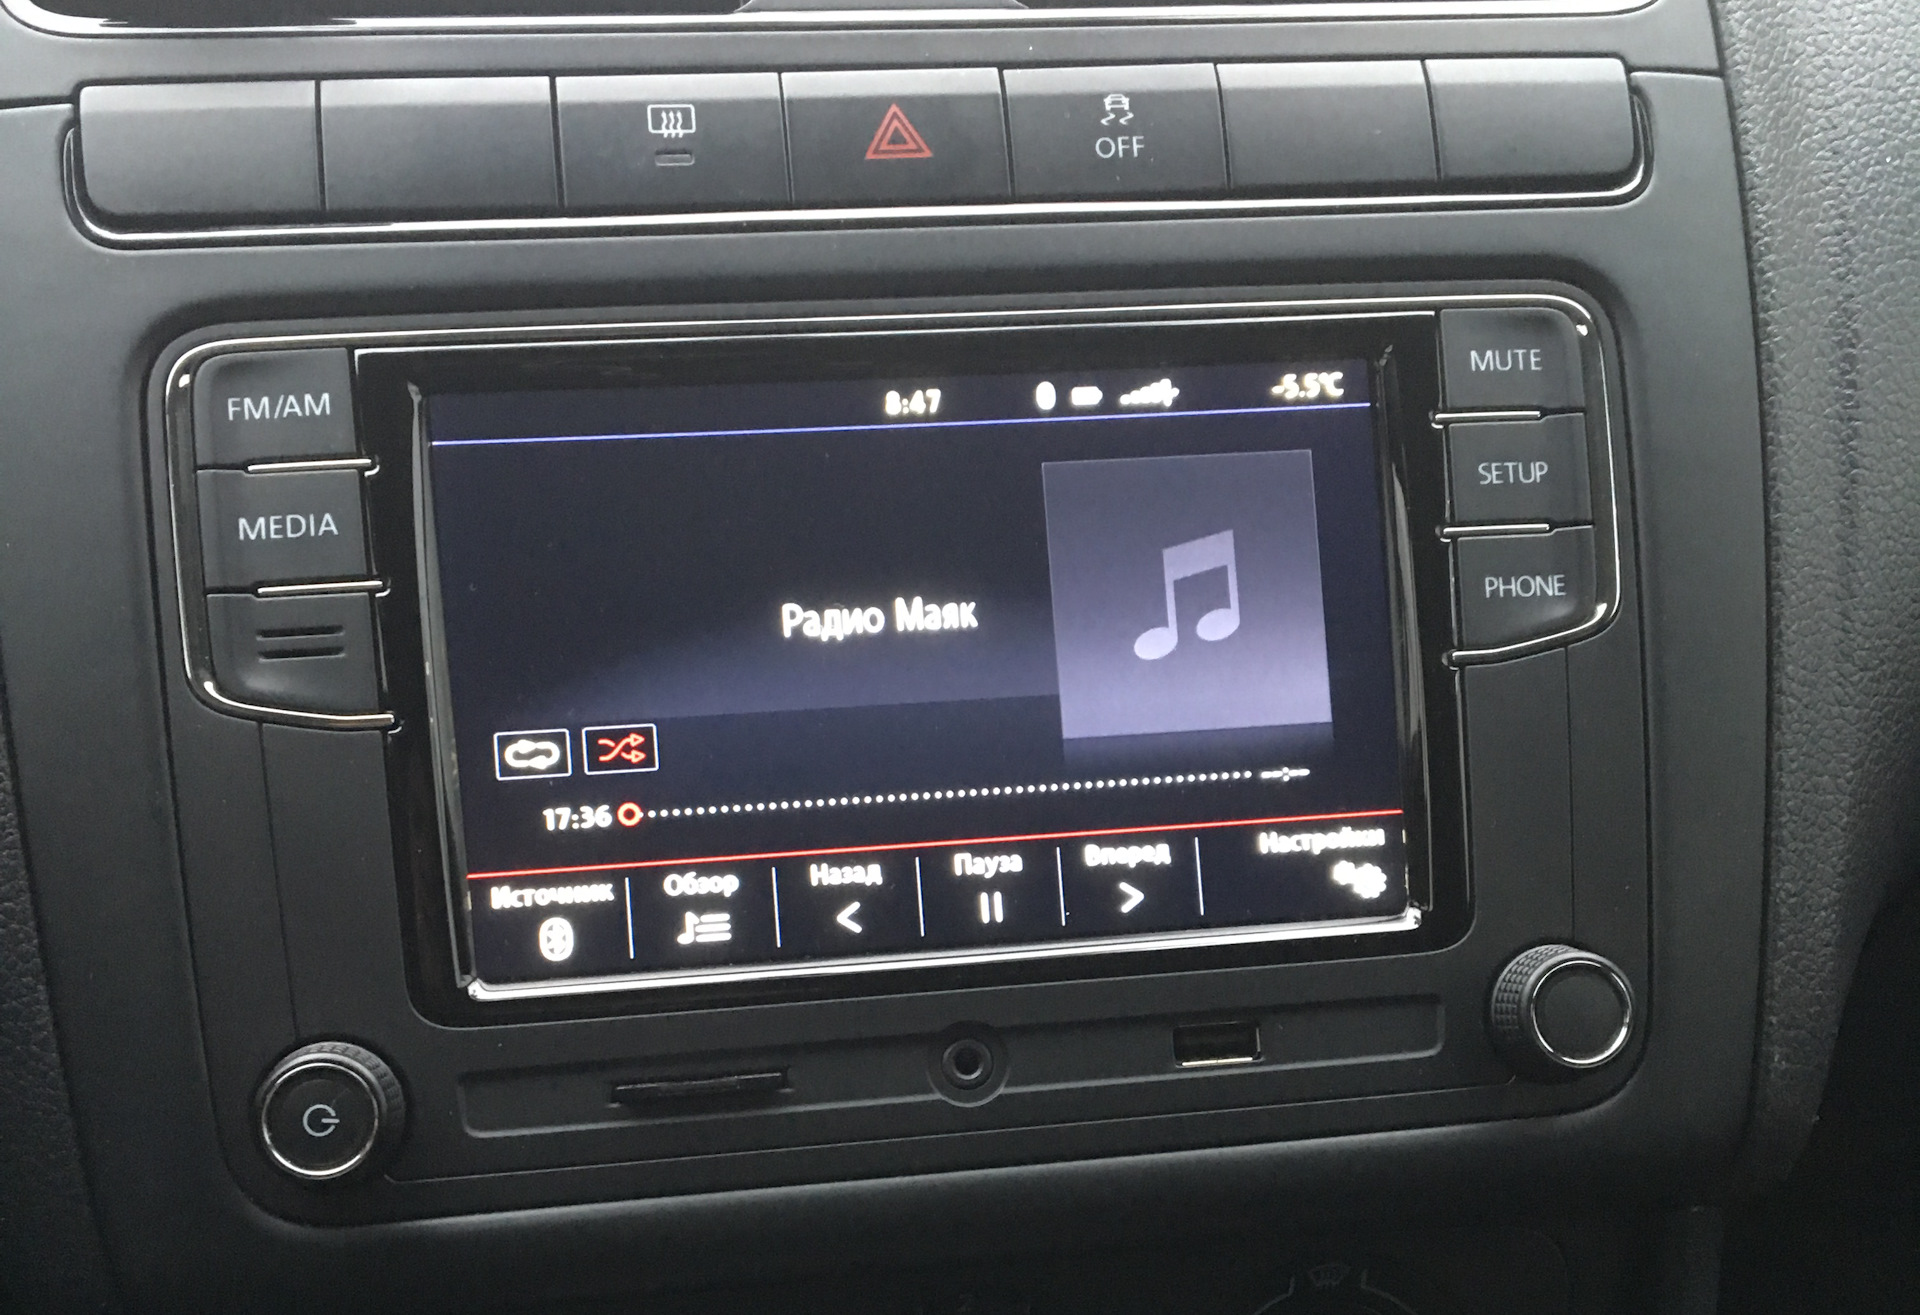 OFF
FM/AM
MEDIA
MUTE
SETUP
PHONE
8:47
-5.5°C
Радио Маяк
17:36
Источник
Обзор
Назад
Пауза
Вперед
Настройки